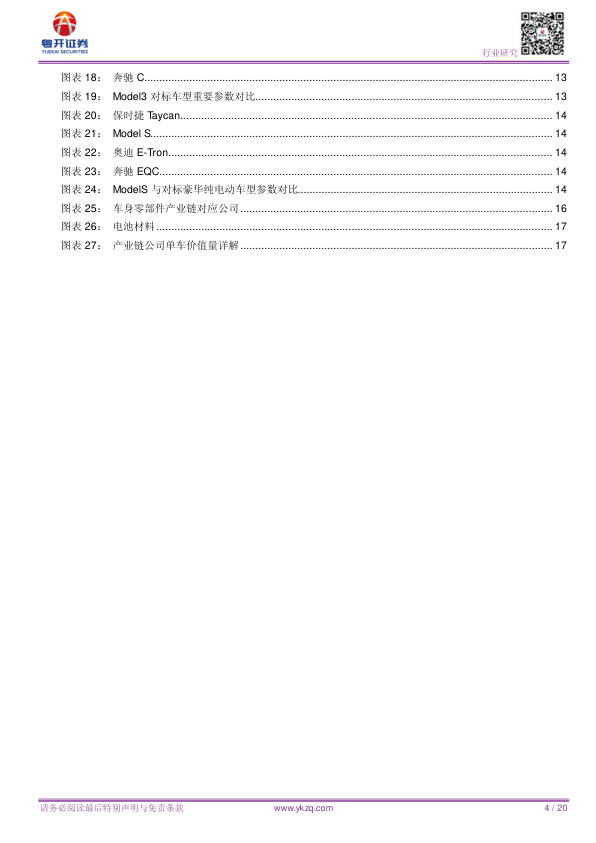 粤开证券
YUEKAI SECURITIES
行业研究
图表 18： 奔驰 C.......... 13
图表 19： Model3 对标车型重要参数对比.......... 13
图表 20： 保时捷 Taycan.......... 14
图表 21： Model S.......... 14
图表 22： 奥迪 E-Tron.......... 14
图表 23： 奔驰 EQC.......... 14
图表 24： ModelS 与对标豪华纯电动车型参数对比.......... 14
图表 25： 车身零部件产业链对应公司.......... 16
图表 26： 电池材料.......... 17
图表 27： 产业链公司单车价值量详解.......... 17
请务必阅读最后特别声明与免责条款 www.ykzq.com 4 / 20